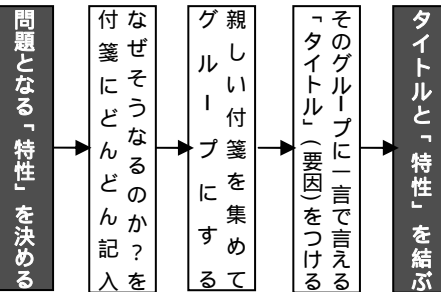 問題となる「特性」を決める
なぜそうなるのか?を
付箋にどんどん記入
親しい付箋を集めて
グループにする
そのグループに一言で言える
「タイトル」(要因)をつける
タイトルと「特性」を結ぶ